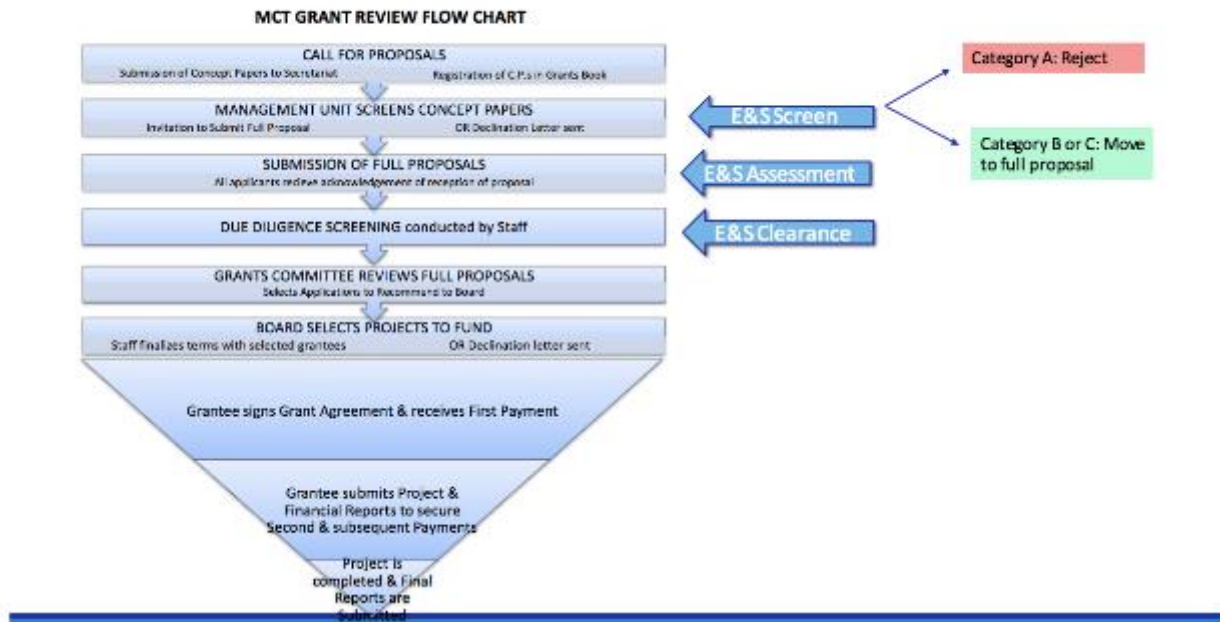 MCT GRANT REVIEW FLOW CHART
CALL FOR PROPOSALS
Submission of Concept Papers to Secretariat
Registration of C.P.s in Grants Book
MANAGEMENT UNIT SCREENS CONCEPT PAPERS
Invitation to Submit Full Proposal
OR Declination Letter sent
SUBMISSION OF FULL PROPOSALS
All applicants recieve acknowledgement of reception of proposal
DUE DILIGENCE SCREENING conducted by Staff
GRANTS COMMITTEE REVIEWS FULL PROPOSALS
Selects Applications to Recommend to Board
BOARD SELECTS PROJECTS TO FUND
Staff finalizes terms with selected grantees
OR Declination letter sent
Grantee signs Grant Agreement & receives First Payment
Grantee submits Project &
Financial Reports to secure
Second & subsequent Payments
Project is
completed & Final
Reports are
Submitted
E&S Screen
E&S Assessment
E&S Clearance
Category A: Reject
Category B or C: Move
to full proposal